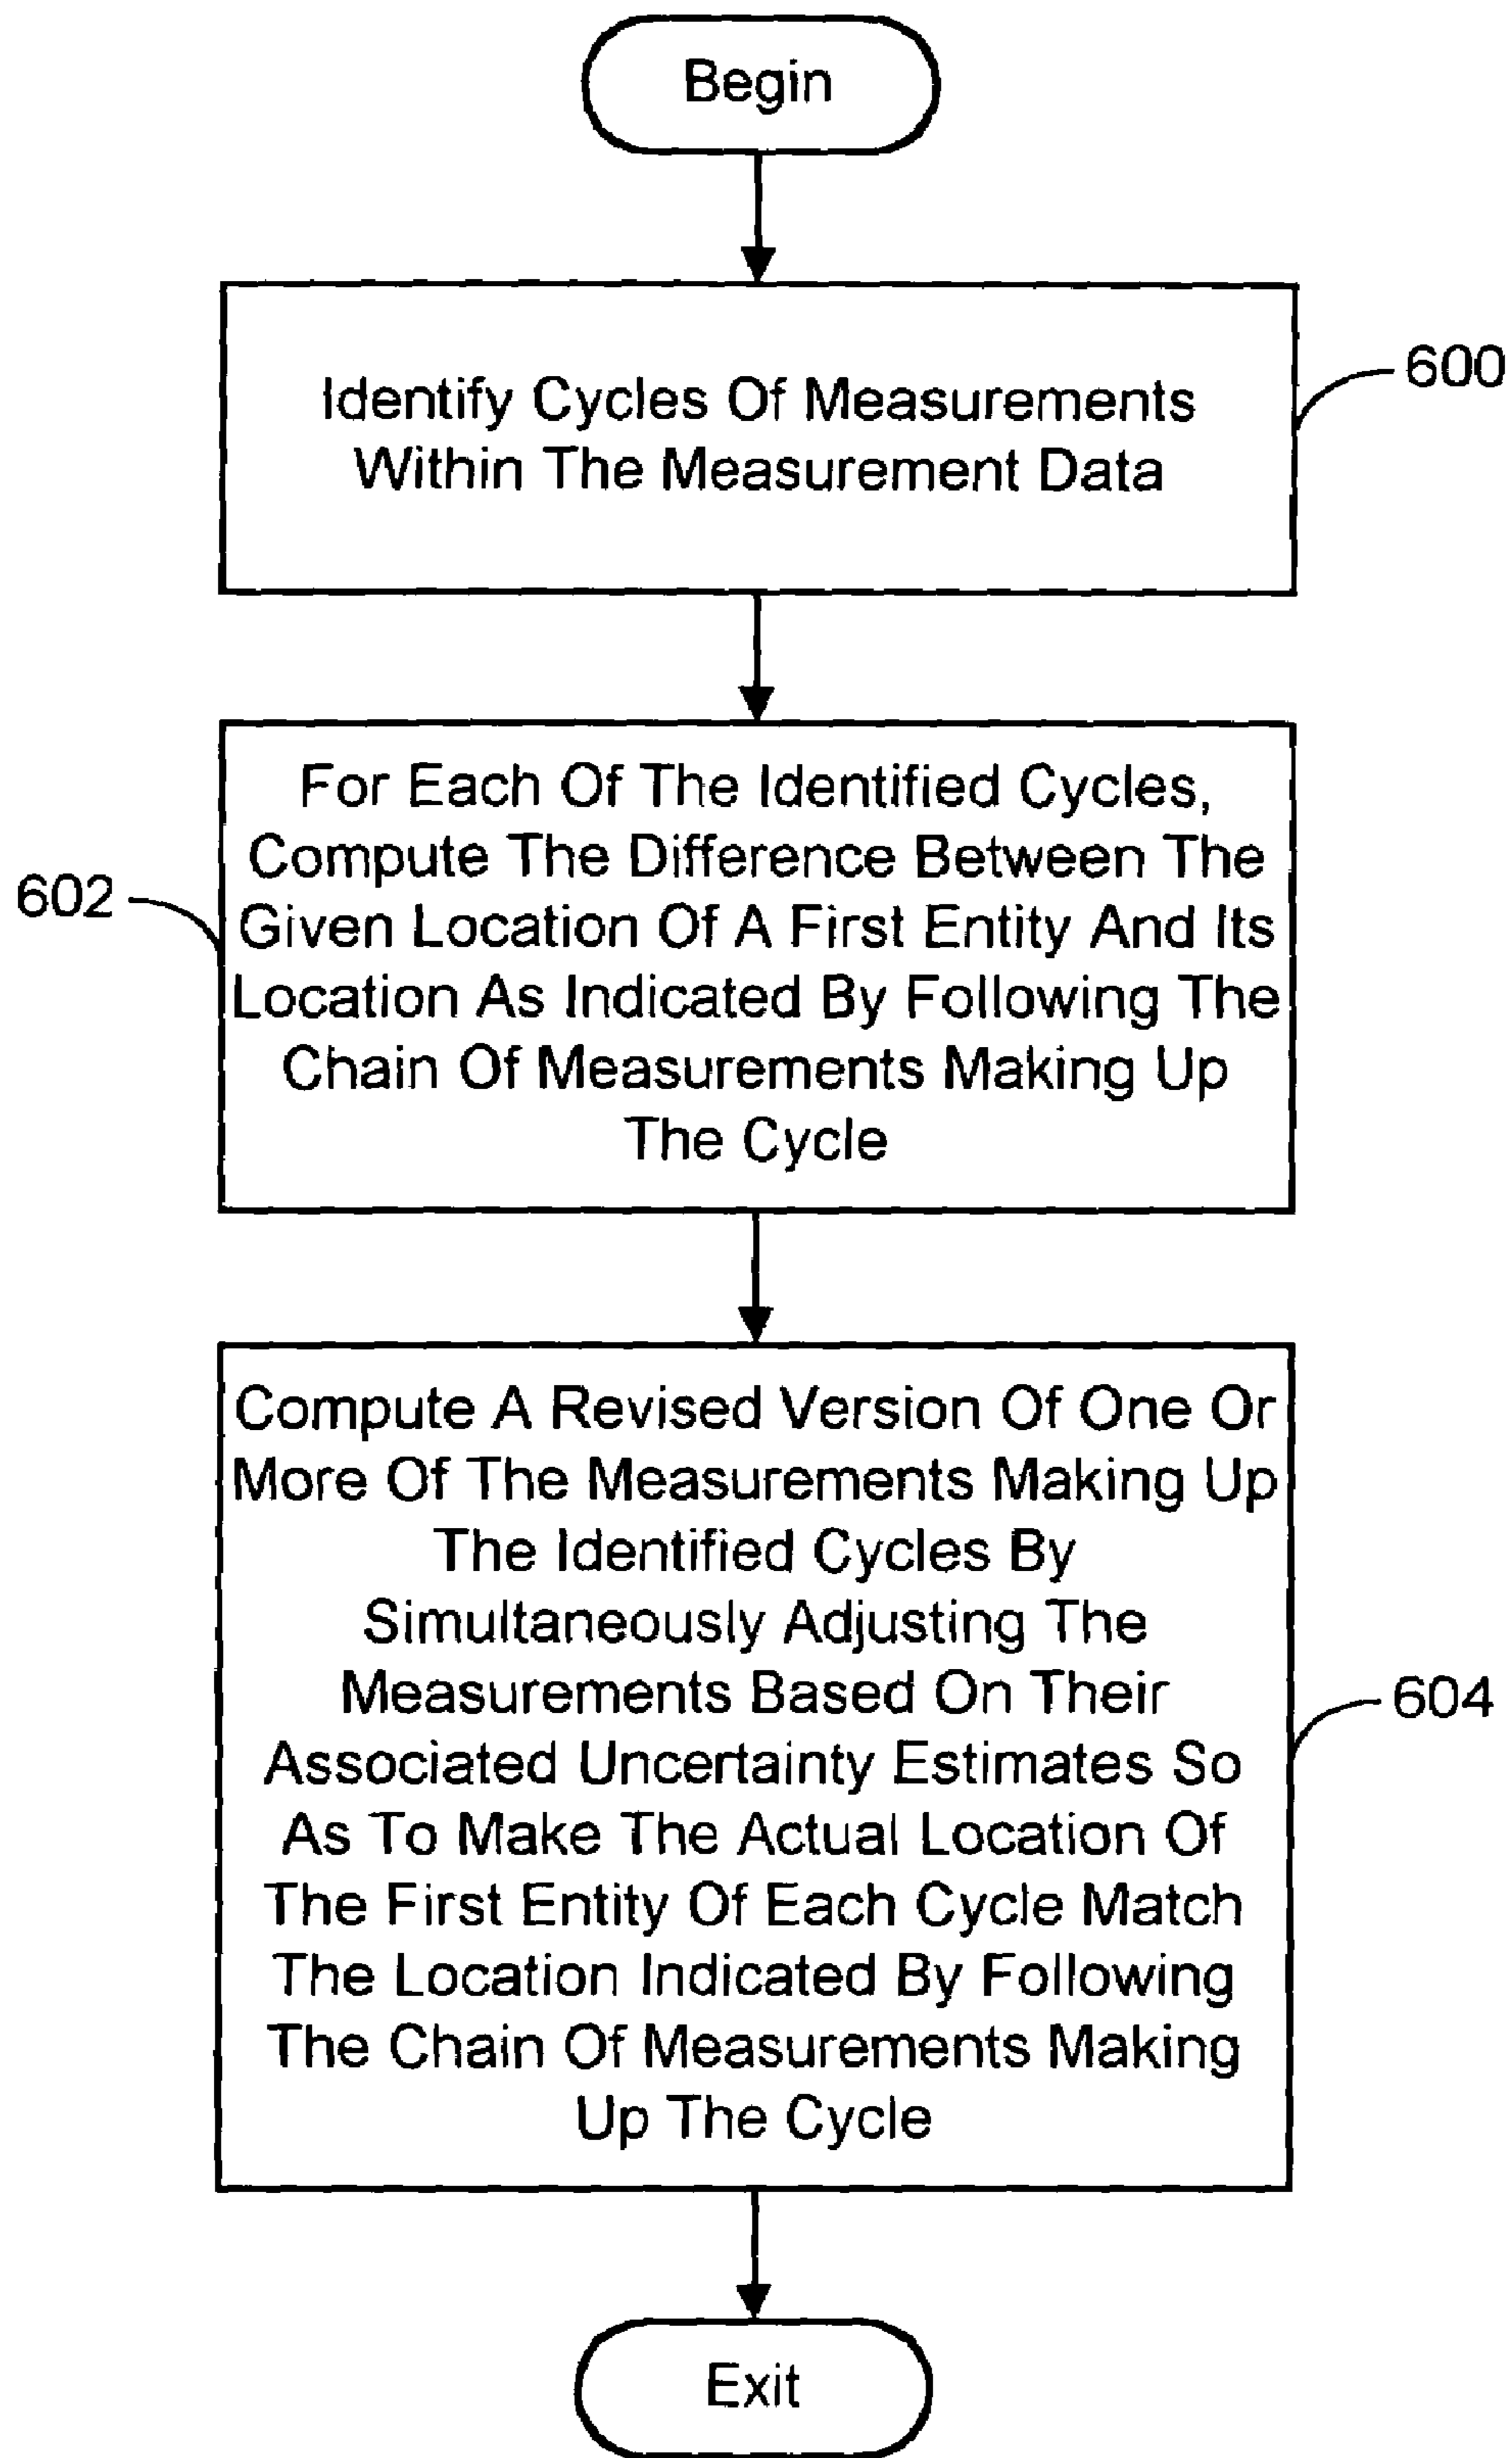 Begin
Identify Cycles Of Measurements
Within The Measurement Data
600
For Each Of The Identified Cycles,
Compute The Difference Between The
Given Location Of A First Entity And Its
Location As Indicated By Following The
Chain Of Measurements Making Up
The Cycle
602
Compute A Revised Version Of One Or
More Of The Measurements Making Up
The Identified Cycles By
Simultaneously Adjusting The
Measurements Based On Their
Associated Uncertainty Estimates So
As To Make The Actual Location Of
The First Entity Of Each Cycle Match
The Location Indicated By Following
The Chain Of Measurements Making
Up The Cycle
604
Exit